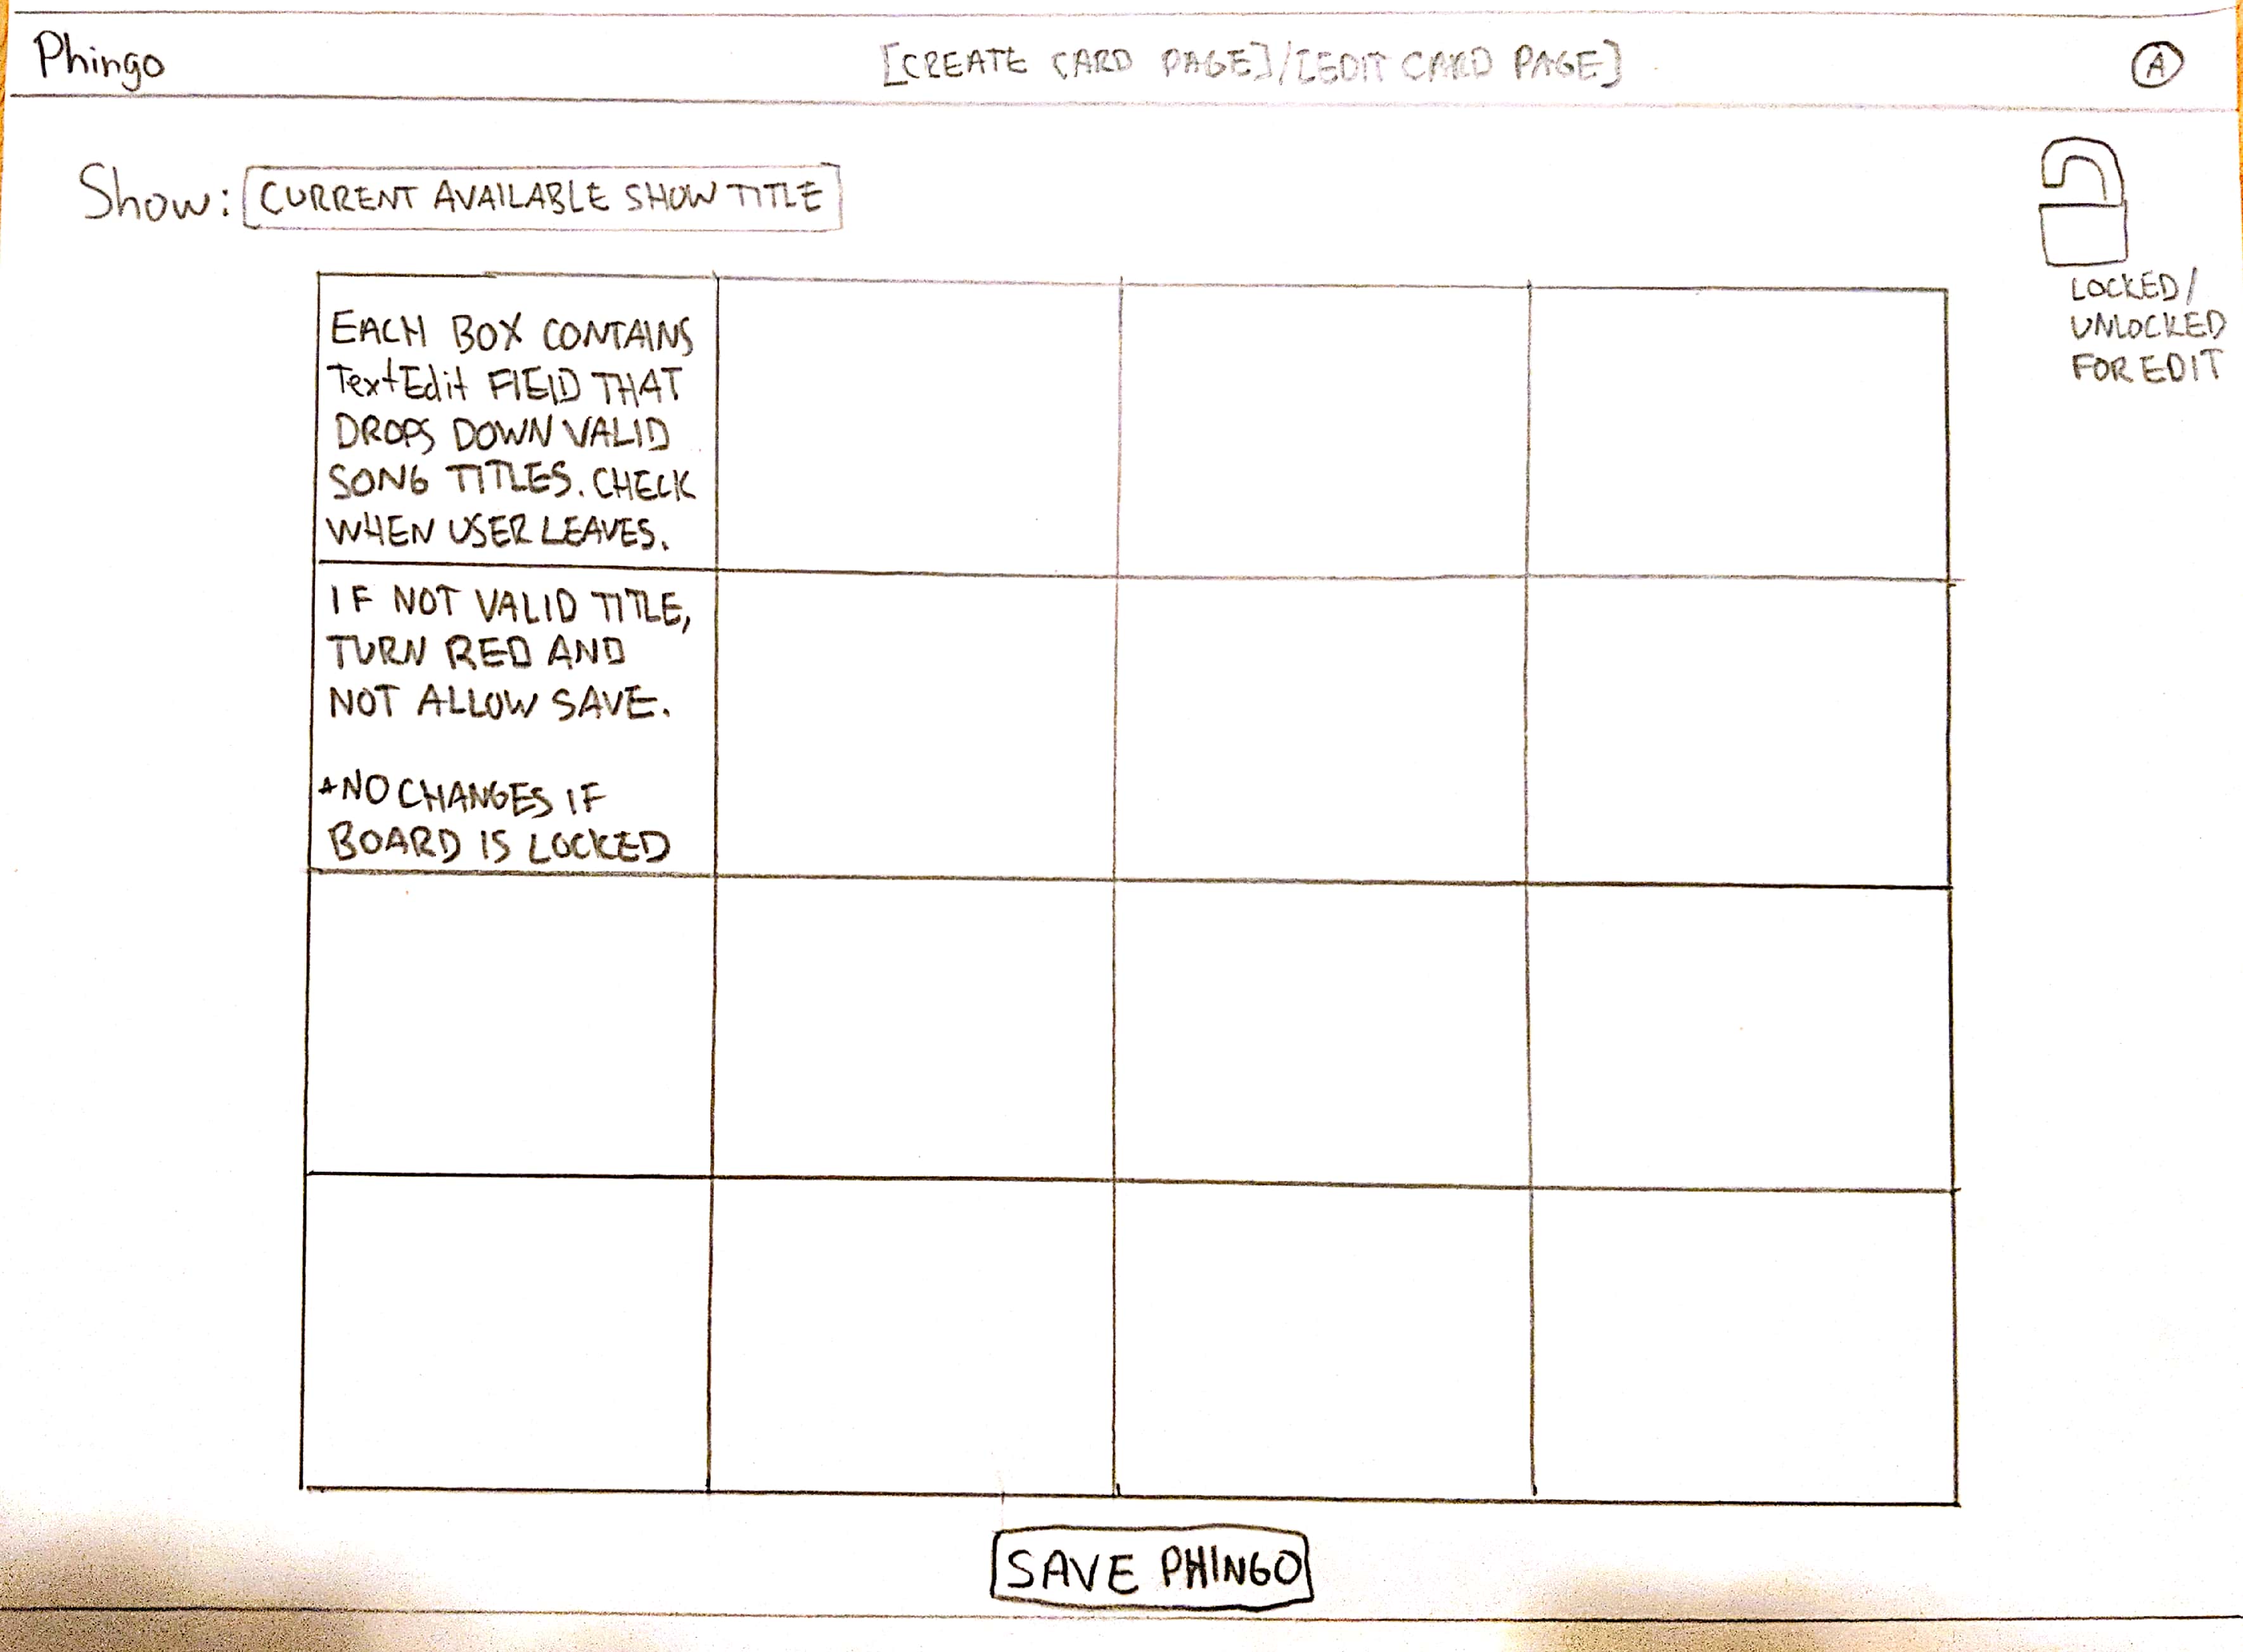 Phingo
[CREATE CARD PAGE]/[EDIT CARD PAGE]
A
Show: CURRENT AVAILABLE SHOW TITLE
LOCKED/
UNLOCKED
FOR EDIT
EACH BOX CONTAINS
TextEdit FIELD THAT
DROPS DOWN VALID
SONG TITLES. CHECK
WHEN USER LEAVES.
IF NOT VALID TITLE,
TURN RED AND
NOT ALLOW SAVE.
*NO CHANGES IF
BOARD IS LOCKED
SAVE PHINGO